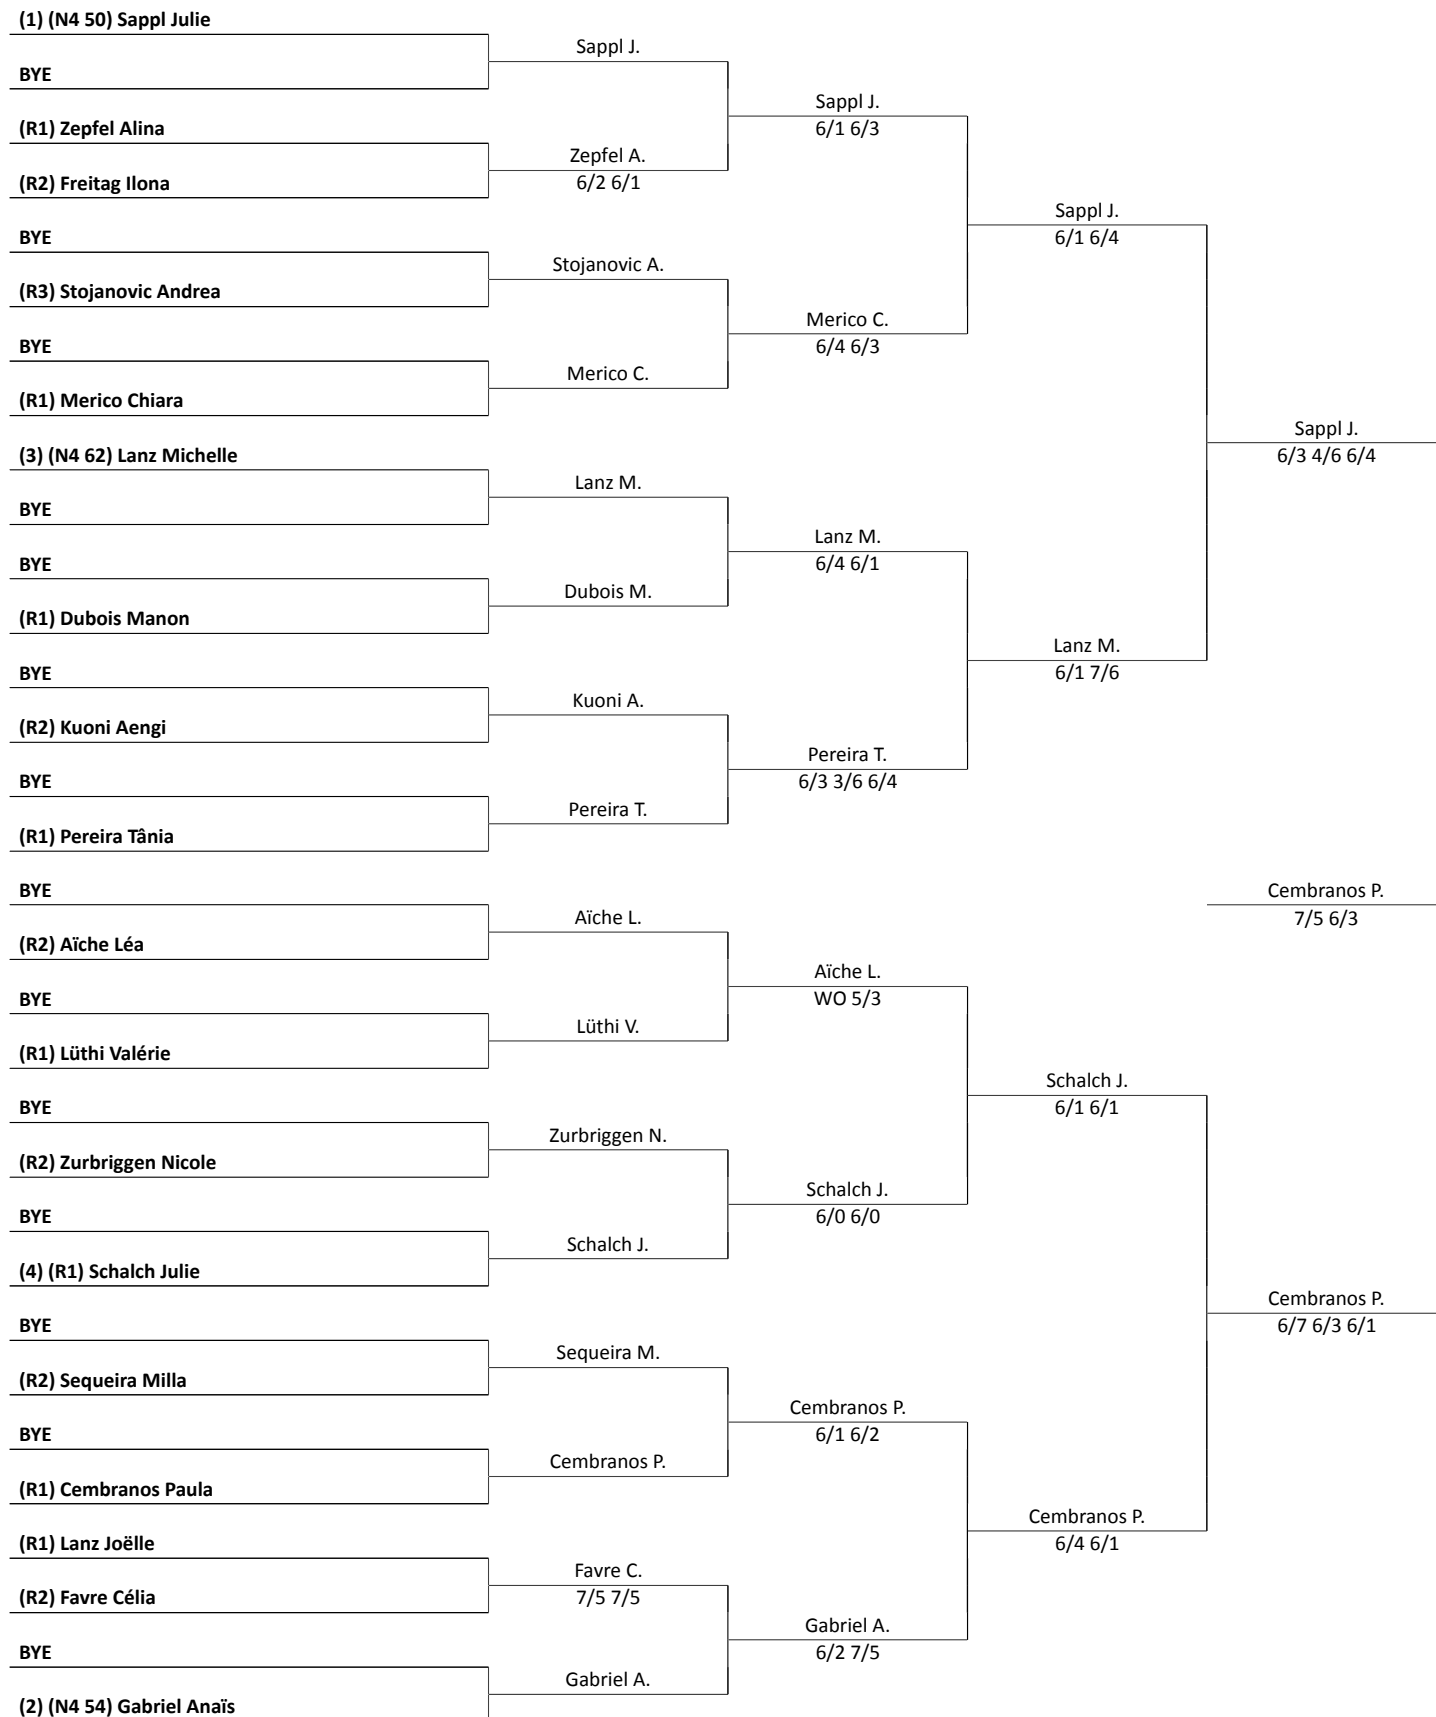 (1) (N4 50) Sappl Julie
BYE
(R1) Zepfel Alina
(R2) Freitag Ilona
BYE
(R3) Stojanovic Andrea
BYE
(R1) Merico Chiara
(3) (N4 62) Lanz Michelle
BYE
BYE
(R1) Dubois Manon
BYE
(R2) Kuoni Aengi
BYE
(R1) Pereira Tânia
BYE
(R2) Aïche Léa
BYE
(R1) Lüthi Valérie
BYE
(R2) Zurbriggen Nicole
BYE
(4) (R1) Schalch Julie
BYE
(R2) Sequeira Milla
BYE
(R1) Cembranos Paula
(R1) Lanz Joëlle
(R2) Favre Célia
BYE
(2) (N4 54) Gabriel Anaïs
Sappl J.
Zepfel A.
6/2 6/1
Stojanovic A.
Merico C.
Lanz M.
Dubois M.
Kuoni A.
Pereira T.
Aïche L.
Lüthi V.
Zurbriggen N.
Schalch J.
Sequeira M.
Cembranos P.
Favre C.
7/5 7/5
Gabriel A.
Sappl J.
6/1 6/3
Merico C.
6/4 6/3
Lanz M.
6/4 6/1
Pereira T.
6/3 3/6 6/4
Aïche L.
WO 5/3
Schalch J.
6/0 6/0
Cembranos P.
6/1 6/2
Gabriel A.
6/2 7/5
Sappl J.
6/1 6/4
Lanz M.
6/1 7/6
Schalch J.
6/1 6/1
Cembranos P.
6/4 6/1
Sappl J.
6/3 4/6 6/4
Cembranos P.
7/5 6/3
Cembranos P.
6/7 6/3 6/1